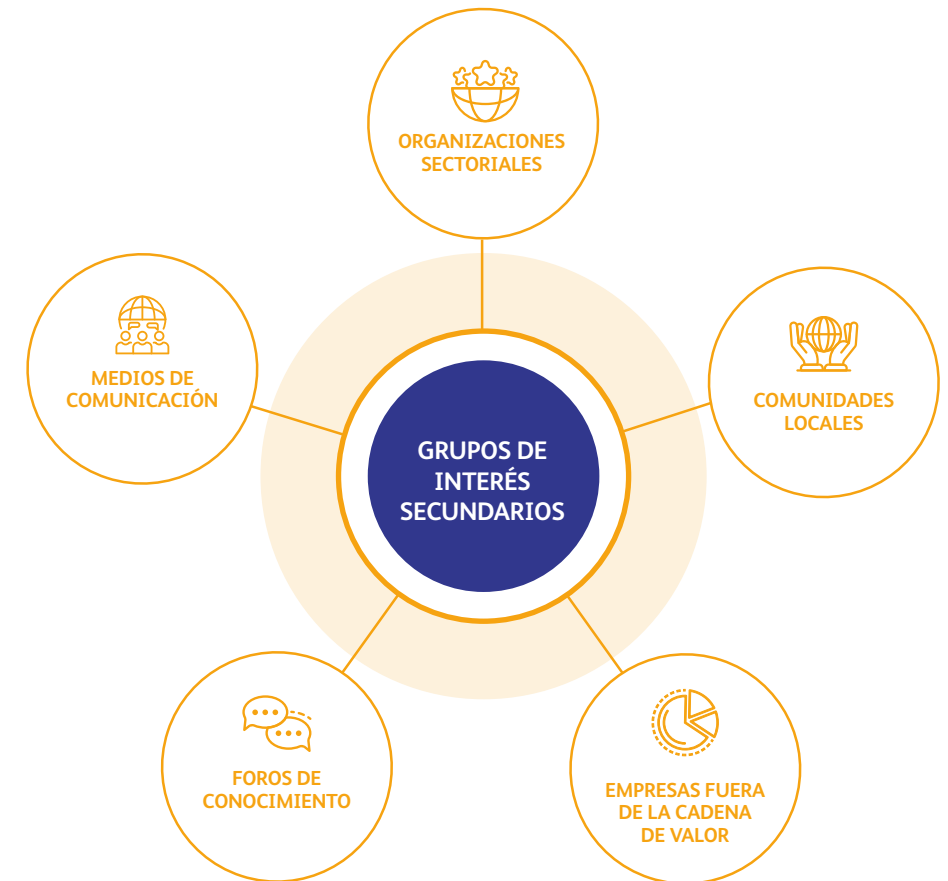 ORGANIZACIONES
SECTORIALES
MEDIOS DE
COMUNICACIÓN
COMUNIDADES
LOCALES
GRUPOS DE
INTERÉS
SECUNDARIOS
FOROS DE
CONOCIMIENTO
EMPRESAS FUERA
DE LA CADENA
DE VALOR